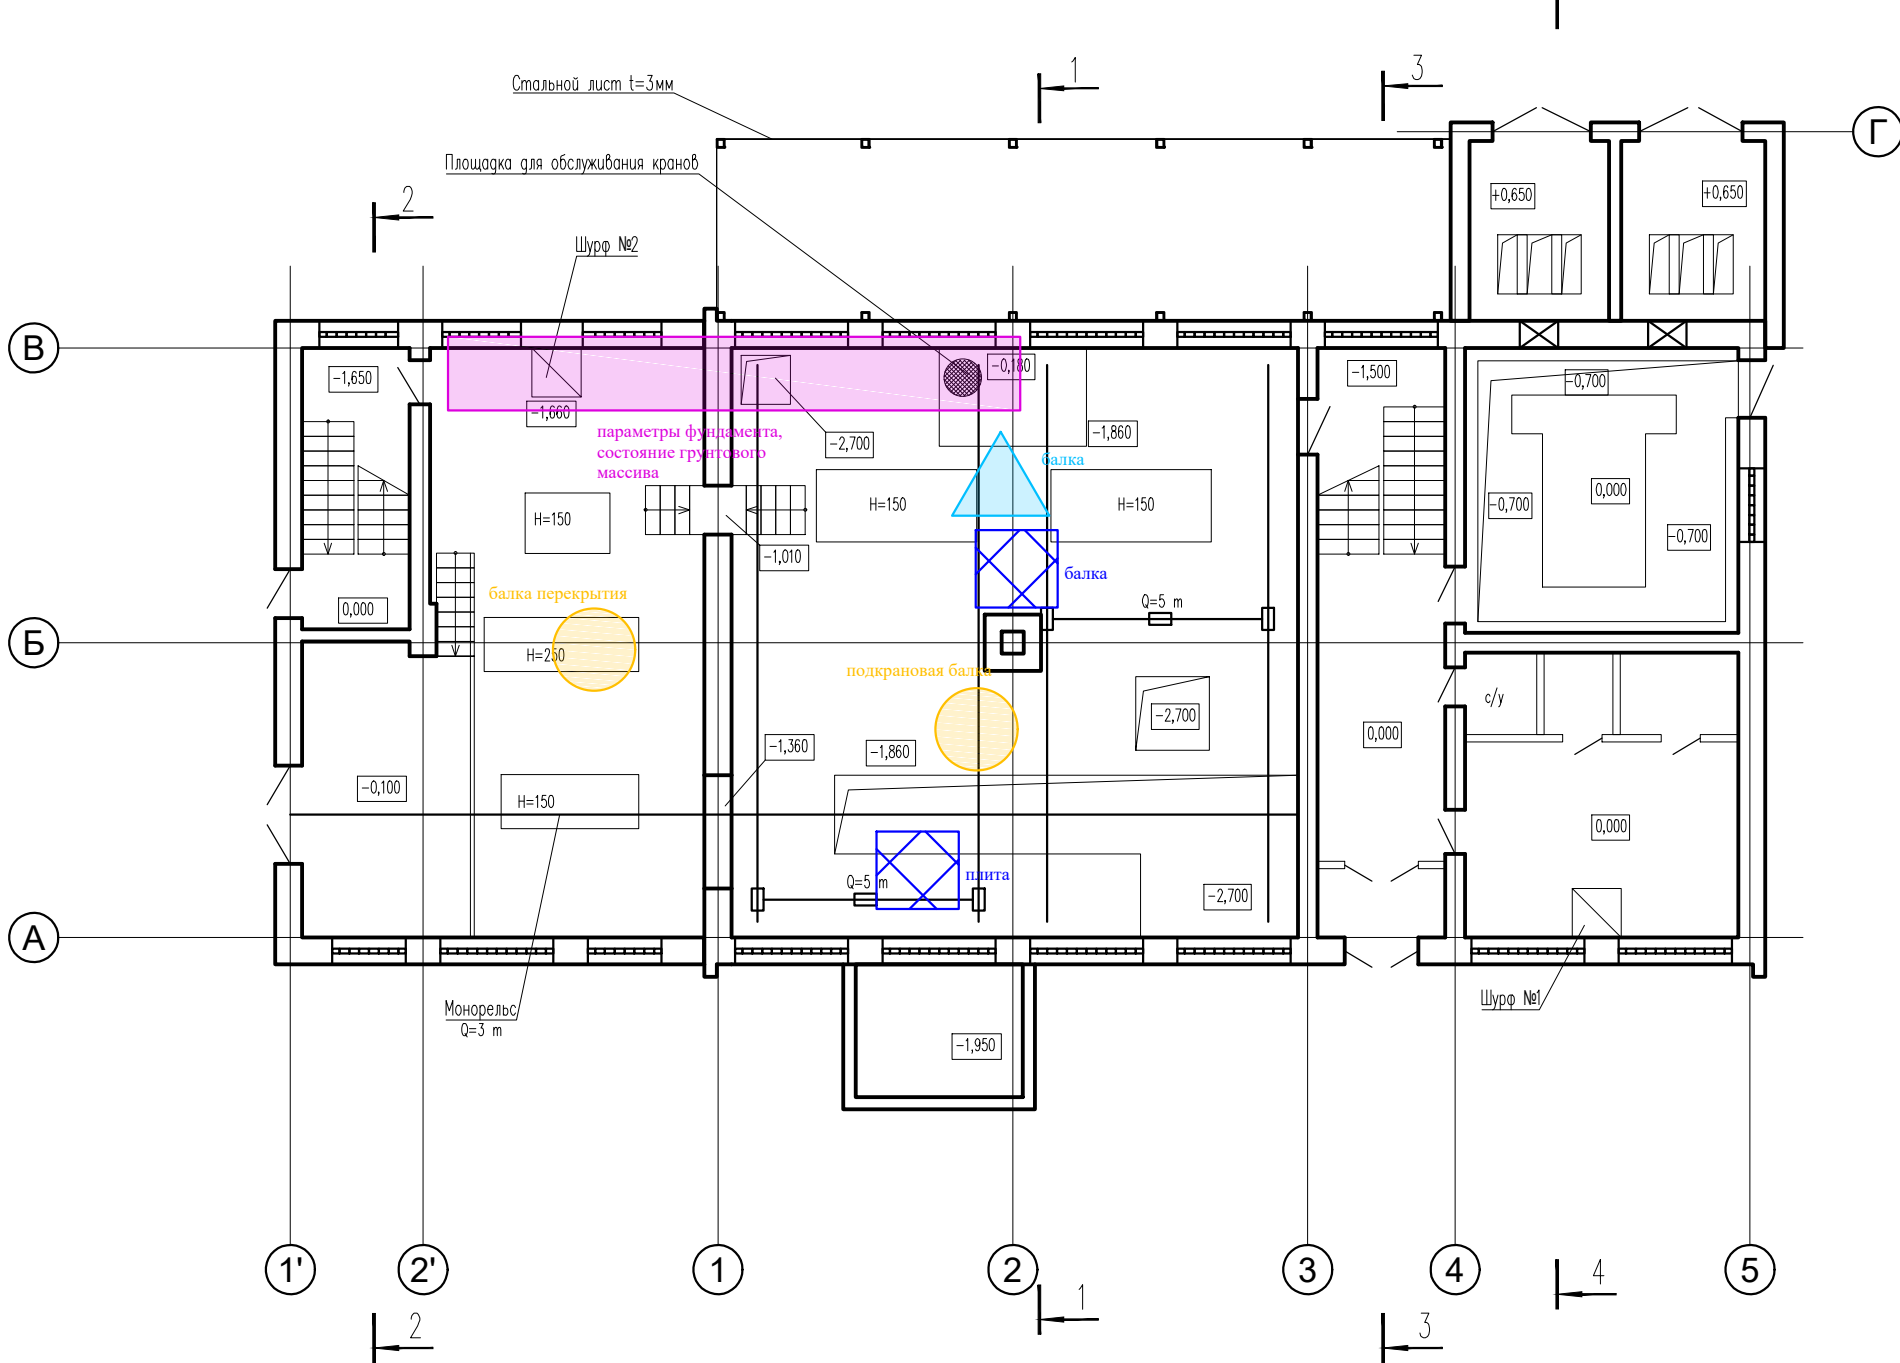 1
3
Стальной лист t=3мм
Г
Площадка для обслуживания кранов
2
+0,650
+0,650
Шурф №2
В
-1,650
-0,180
-1,500
-0,700
-1,660
параметры фундамента,
состояние грунтового
массива
-2,700
-1,860
балка
H=150
H=150
H=150
-0,700
0,000
-0,700
-1,010
балка
балка перекрытия
0,000
Q=5 т
Б
H=250
подкрановая балка
с/у
-2,700
-1,360
-1,860
0,000
-0,100
H=150
0,000
плита
Q=5 т
-2,700
А
Монорельс
Q=3 т
Шурф №1
-1,950
1'
2'
1
2
3
4
5
4
1
2
3